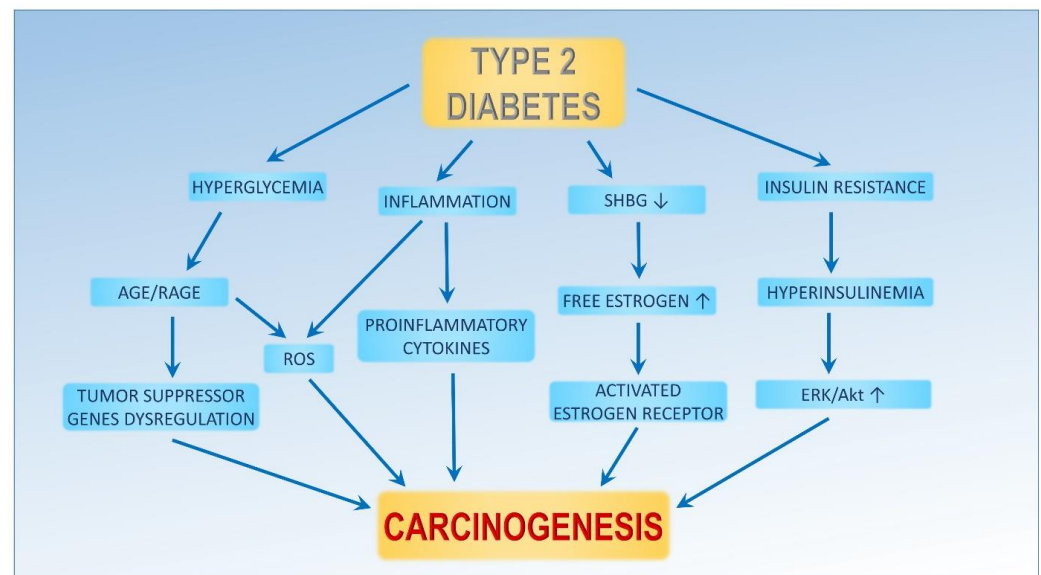 TYPE 2
DIABETES
HYPERGLYCEMIA
INFLAMMATION
SHBG ↓
INSULIN RESISTANCE
AGE/RAGE
ROS
PROINFLAMMATORY
CYTOKINES
FREE ESTROGEN ↑
HYPERINSULINEMIA
TUMOR SUPPRESSOR
GENES DYSREGULATION
ACTIVATED
ESTROGEN RECEPTOR
ERK/Akt ↑
CARCINOGENESIS